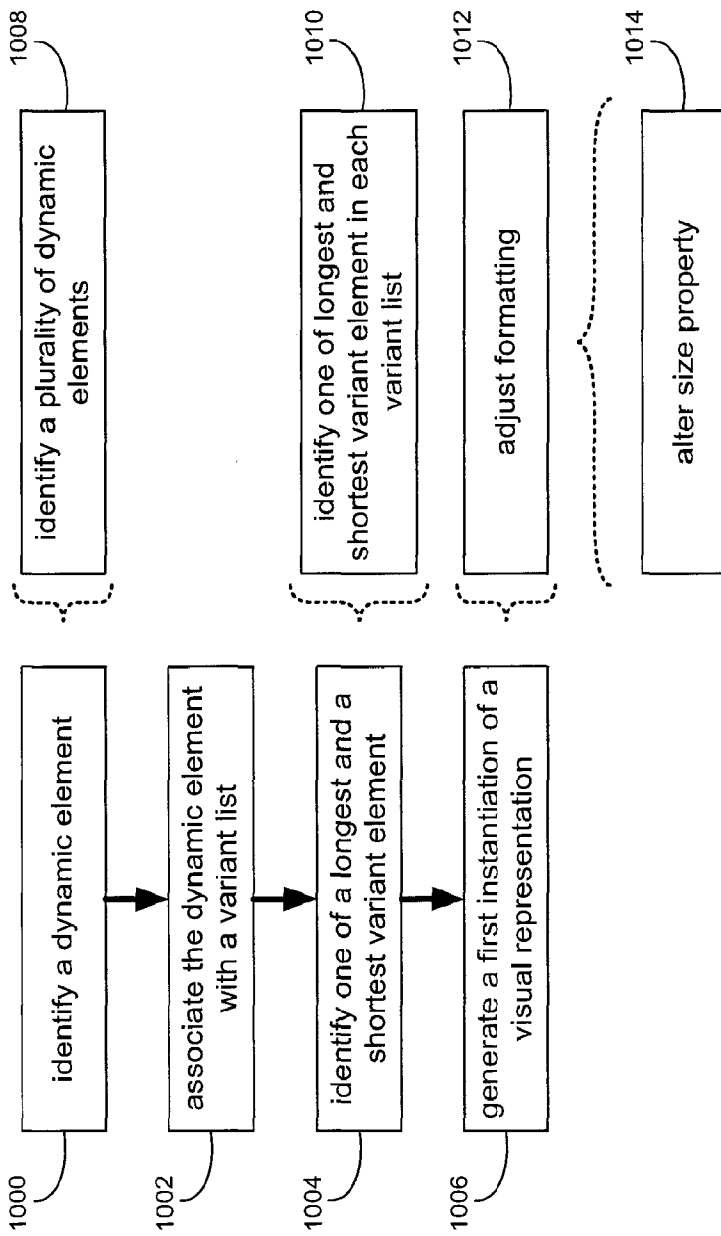 1000
identify a dynamic element
1002
associate the dynamic element
with a variant list
1004
identify one of a longest and a
shortest variant element
1006
generate a first instantiation of a
visual representation
1008
identify a plurality of dynamic
elements
1010
identify one of longest and
shortest variant element in each
variant list
1012
adjust formatting
1014
alter size property